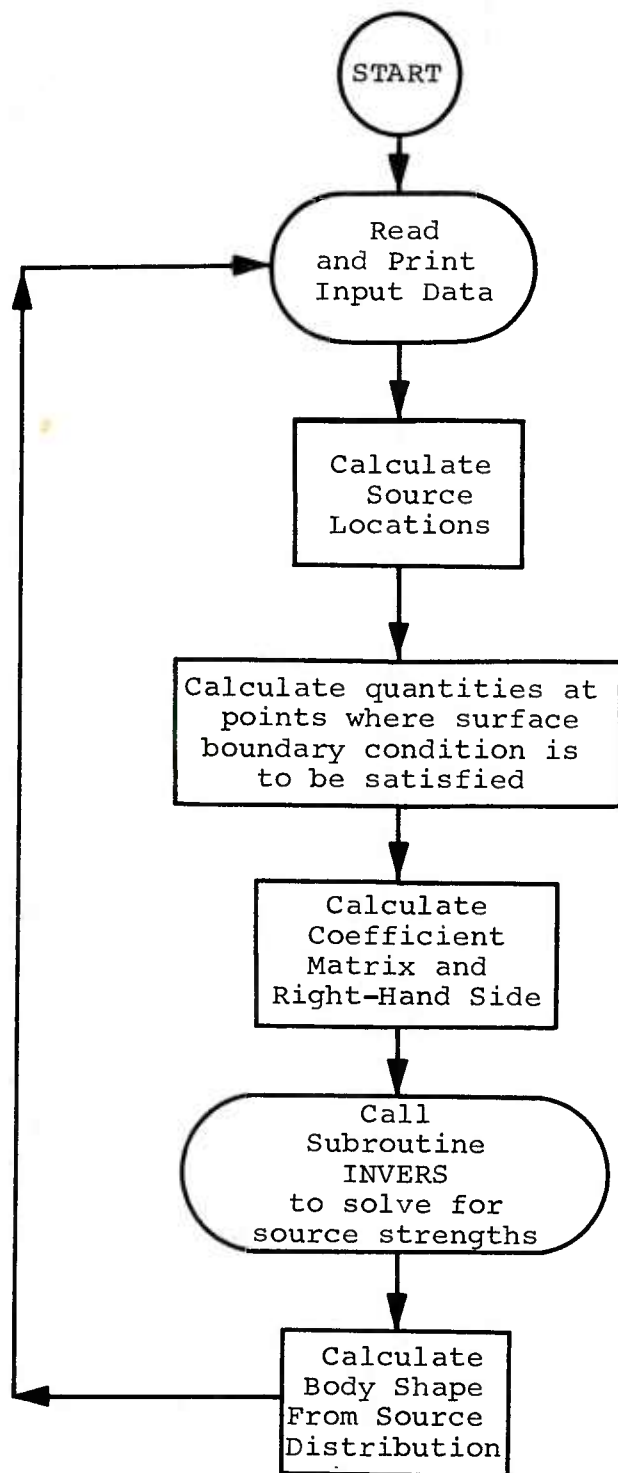 START
Read
and Print
Input Data
Calculate
Source
Locations
Calculate quantities at
points where surface
boundary condition is
to be satisfied
Calculate
Coefficient
Matrix and
Right-Hand Side
Call
Subroutine
INVERS
to solve for
source strengths
Calculate
Body Shape
From Source
Distribution